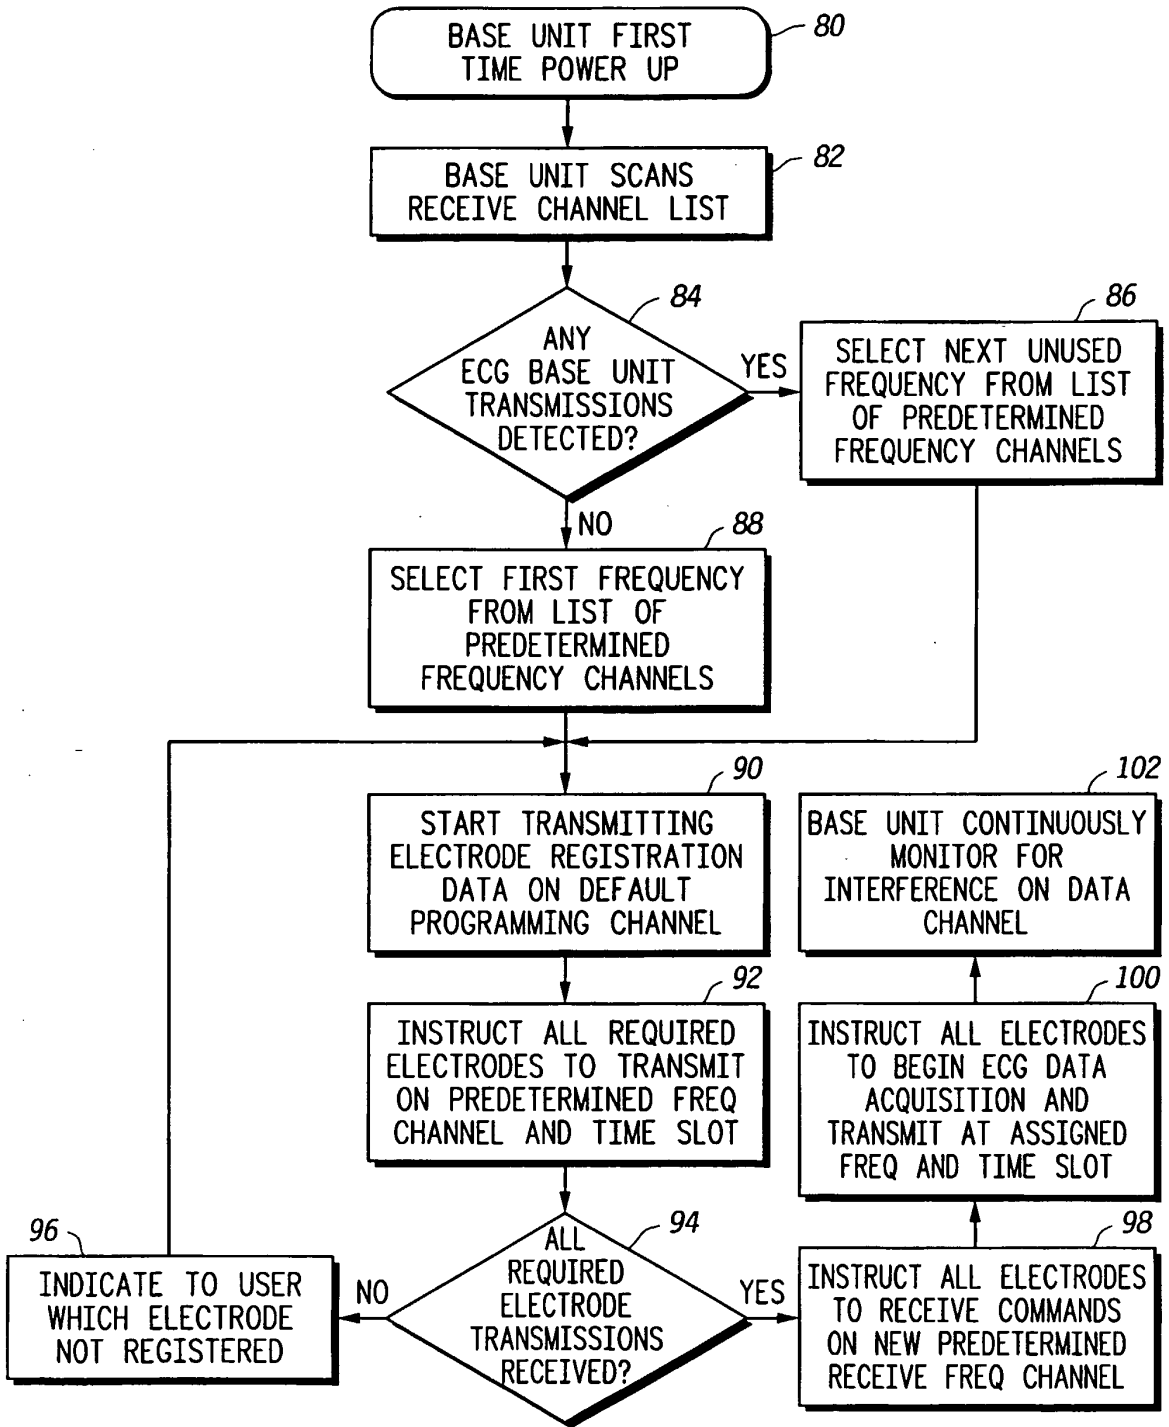 BASE UNIT FIRST
TIME POWER UP
80
BASE UNIT SCANS
RECEIVE CHANNEL LIST
82
ANY
ECG BASE UNIT
TRANSMISSIONS
DETECTED?
84
YES
SELECT NEXT UNUSED
FREQUENCY FROM LIST
OF PREDETERMINED
FREQUENCY CHANNELS
86
NO
SELECT FIRST FREQUENCY
FROM LIST OF
PREDETERMINED
FREQUENCY CHANNELS
88
START TRANSMITTING
ELECTRODE REGISTRATION
DATA ON DEFAULT
PROGRAMMING CHANNEL
90
BASE UNIT CONTINUOUSLY
MONITOR FOR
INTERFERENCE ON DATA
CHANNEL
102
INSTRUCT ALL REQUIRED
ELECTRODES TO TRANSMIT
ON PREDETERMINED FREQ
CHANNEL AND TIME SLOT
92
INSTRUCT ALL ELECTRODES
TO BEGIN ECG DATA
ACQUISITION AND
TRANSMIT AT ASSIGNED
FREQ AND TIME SLOT
100
96
INDICATE TO USER
WHICH ELECTRODE
NOT REGISTERED
NO
ALL
REQUIRED
ELECTRODE
TRANSMISSIONS
RECEIVED?
94
YES
INSTRUCT ALL ELECTRODES
TO RECEIVE COMMANDS
ON NEW PREDETERMINED
RECEIVE FREQ CHANNEL
98